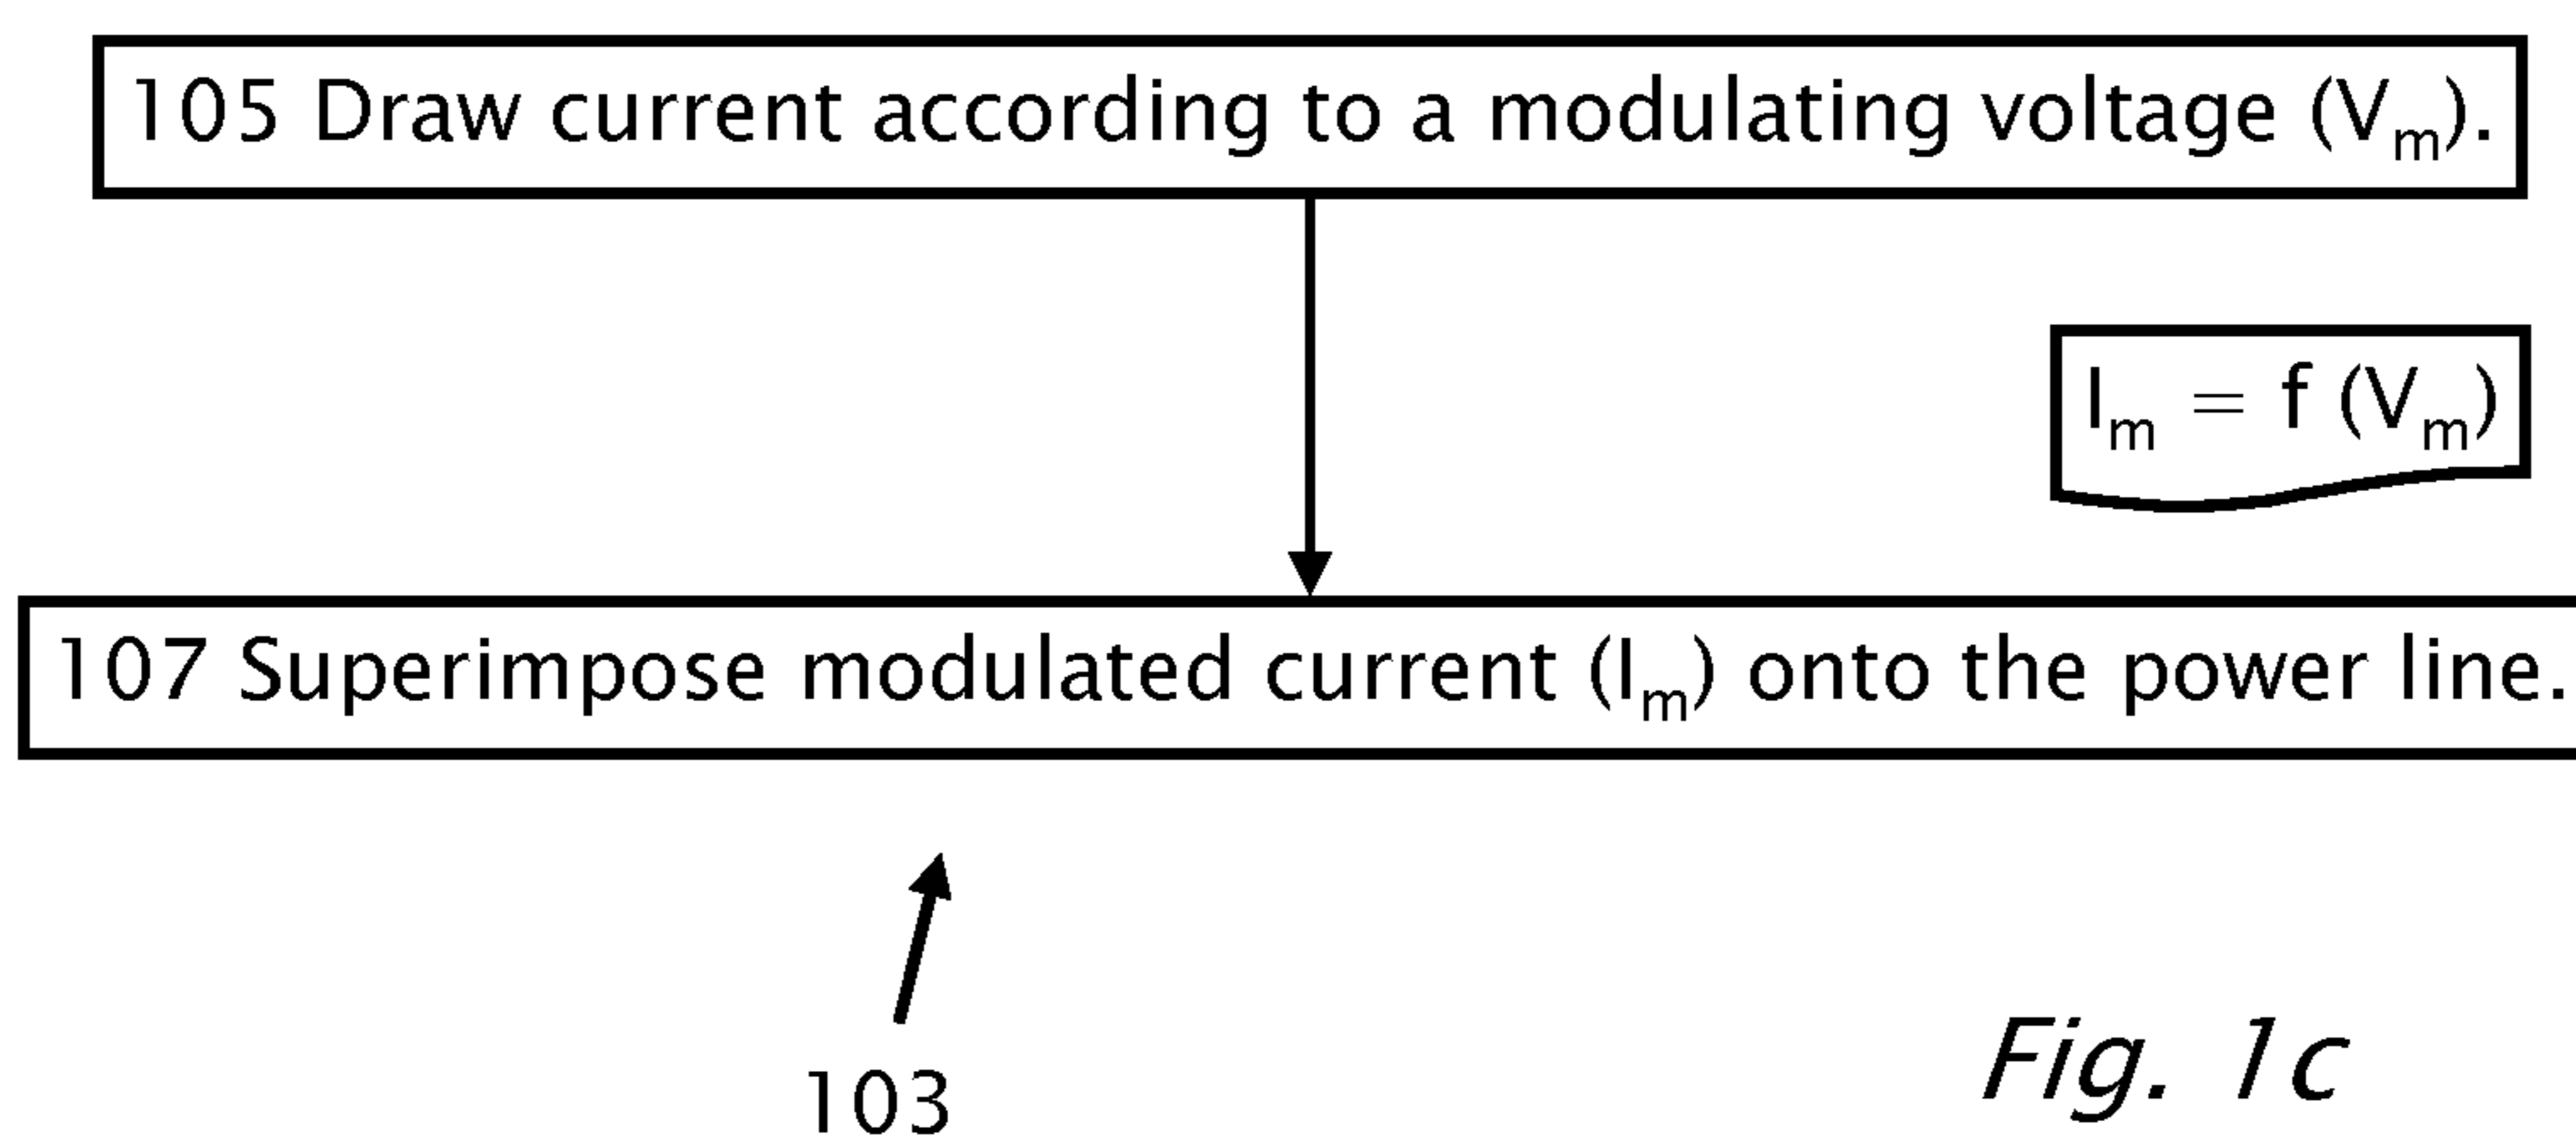 105 Draw current according to a modulating voltage (Vₘ).
Iₘ = f (Vₘ)
107 Superimpose modulated current (Iₘ) onto the power line.
103
Fig. 1c